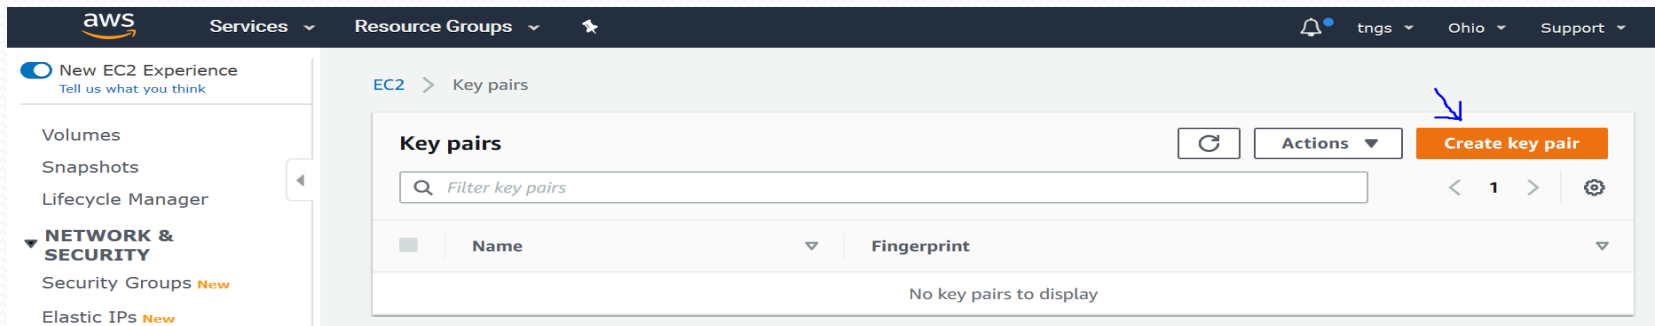 aws Services Resource Groups tngs Ohio Support
New EC2 Experience
Tell us what you think
Volumes
Snapshots
Lifecycle Manager
NETWORK &
SECURITY
Security Groups New
Elastic IPs New
EC2 > Key pairs
Key pairs Actions Create key pair
Filter key pairs < 1 >
Name Fingerprint
No key pairs to display